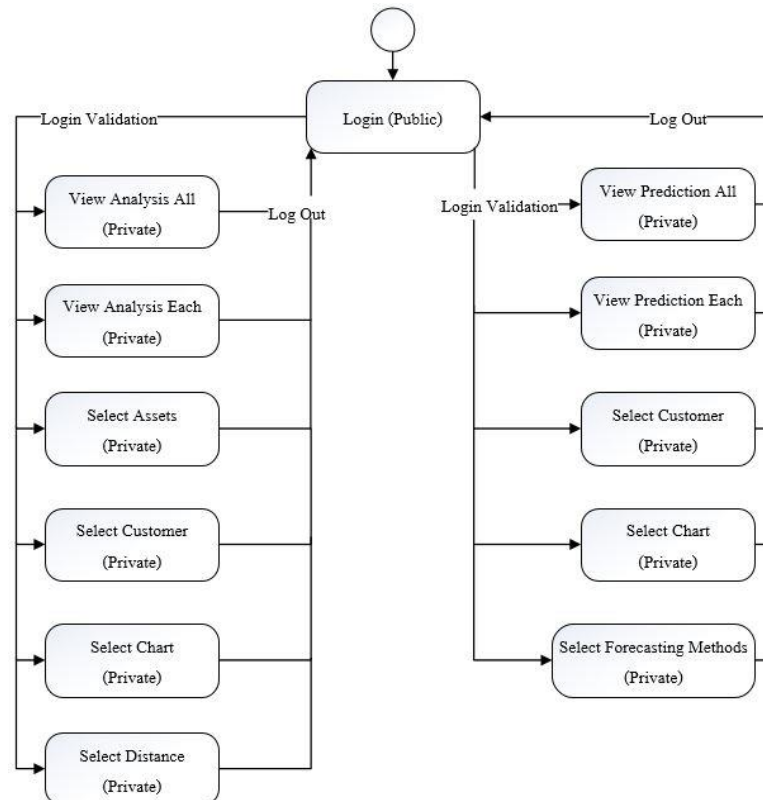 Login (Public)
Login Validation
Log Out
View Analysis All
(Private)
Log Out
View Analysis Each
(Private)
Select Assets
(Private)
Select Customer
(Private)
Select Chart
(Private)
Select Distance
(Private)
Login Validation
View Prediction All
(Private)
View Prediction Each
(Private)
Select Customer
(Private)
Select Chart
(Private)
Select Forecasting Methods
(Private)